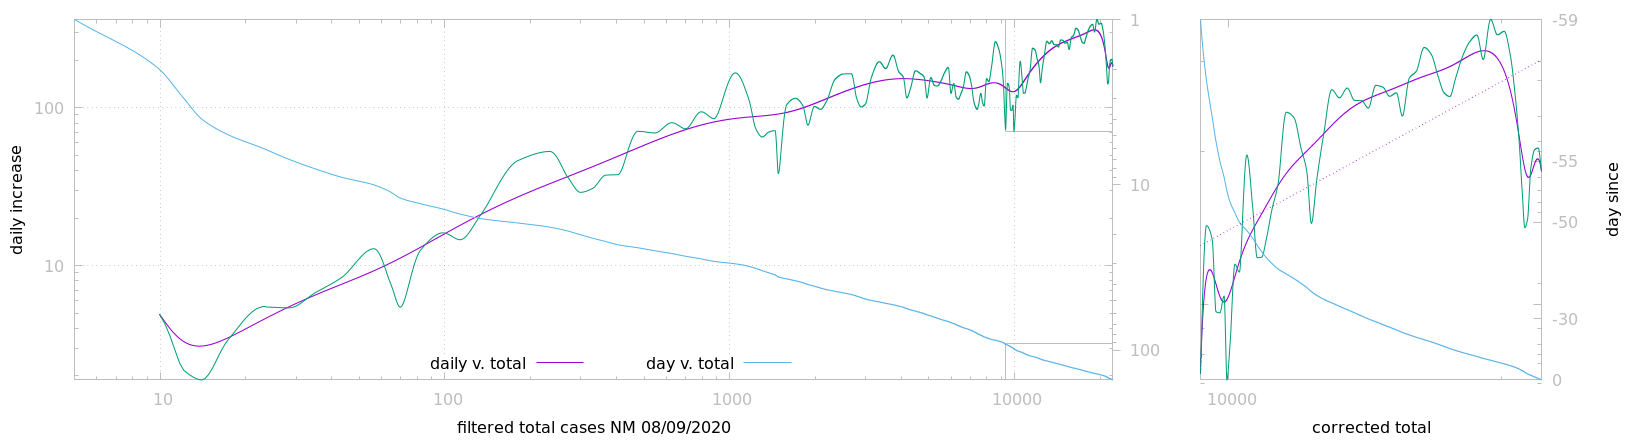 daily increase
100
10
daily v. total
day v. total
10
100
1000
10000
filtered total cases NM 08/09/2020
1
10
100
10000
corrected total
-59
-55
-50
-30
0
day since